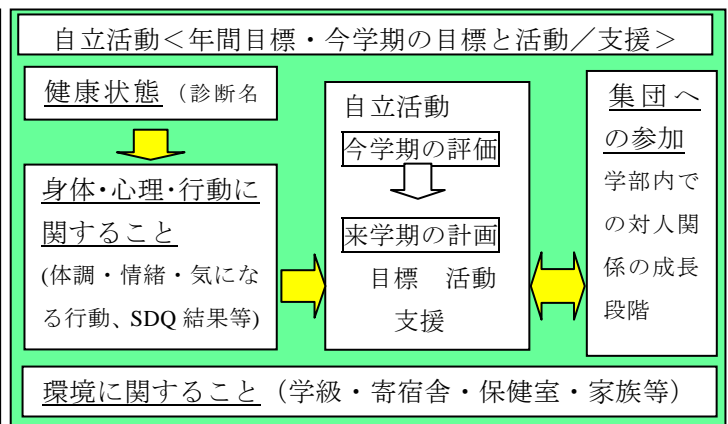 自立活動<年間目標・今学期の目標と活動／支援>
健康状態（診断名
身体・心理・行動に
関すること
(体調・情緒・気にな
る行動、SDQ 結果等)
自立活動
今学期の評価
来学期の計画
目標　活動
支援
集団へ
の参加
学部内で
の対人関
係の成長
段階
環境に関すること（学級・寄宿舎・保健室・家族等）